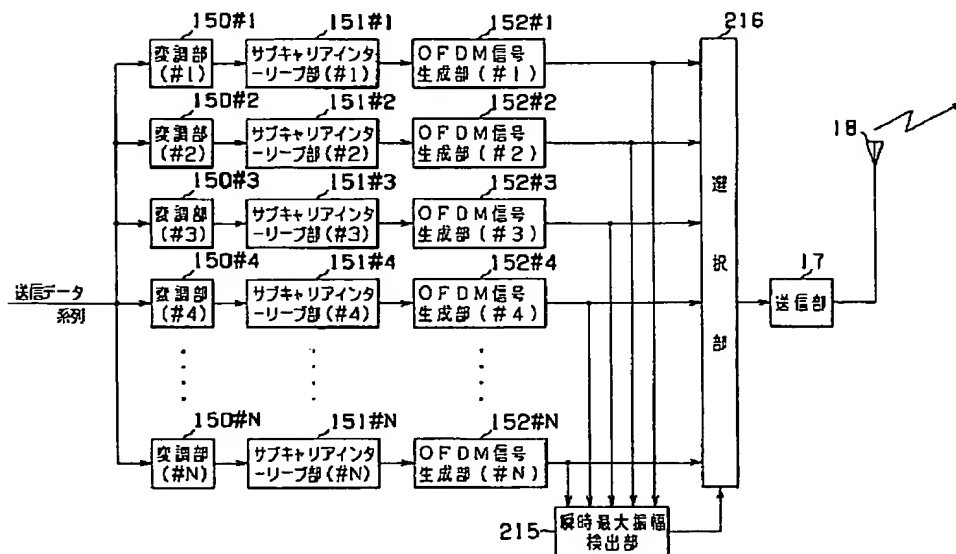 150#1
151#1
152#1
216
変調部
(#1)
サブキャリアインタ
ーリーブ部(#1)
OFDM信号
生成部(#1)
150#2
151#2
152#2
変調部
(#2)
サブキャリアインタ
ーリーブ部(#2)
OFDM信号
生成部(#2)
18
150#3
151#3
152#3
変調部
(#3)
サブキャリアインタ
ーリーブ部(#3)
OFDM信号
生成部(#3)
選択部
150#4
151#4
152#4
17
送信データ
系列
変調部
(#4)
サブキャリアインタ
ーリーブ部(#4)
OFDM信号
生成部(#4)
送信部
150#N
151#N
152#N
変調部
(#N)
サブキャリアインタ
ーリーブ部(#N)
OFDM信号
生成部(#N)
215
瞬時最大振幅
検出部